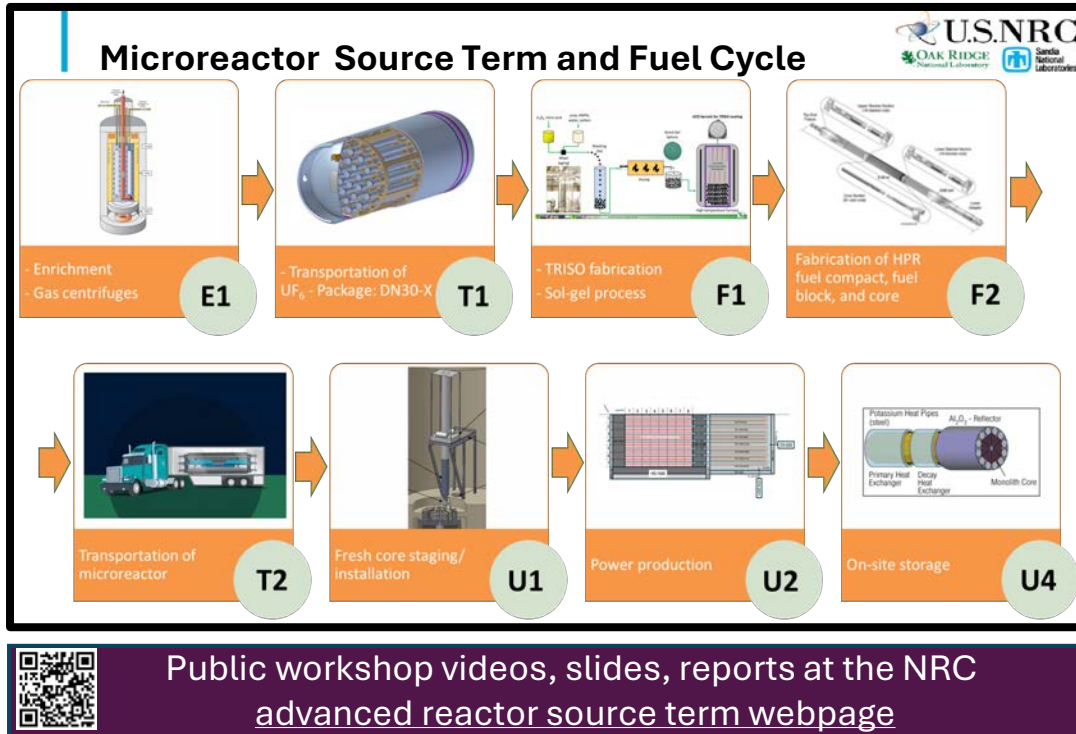 Microreactor Source Term and Fuel Cycle
U.S.NRC
OAK RIDGE
National Laboratory
Sandia
National
Laboratories
- Enrichment
- Gas centrifuges
E1
- Transportation of
UF₆ - Package: DN30-X
T1
- TRISO fabrication
- Sol-gel process
F1
Fabrication of HPR
fuel compact, fuel
block, and core
F2
Transportation of
microreactor
T2
Fresh core staging/
installation
U1
Power production
U2
Potassium Heat Pipes
(steel)
Al₂O₃ - Reflector
Primary Heat
Exchanger
Decay
Heat
Exchanger
Monolith Core
On-site storage
U4
Public workshop videos, slides, reports at the NRC
advanced reactor source term webpage